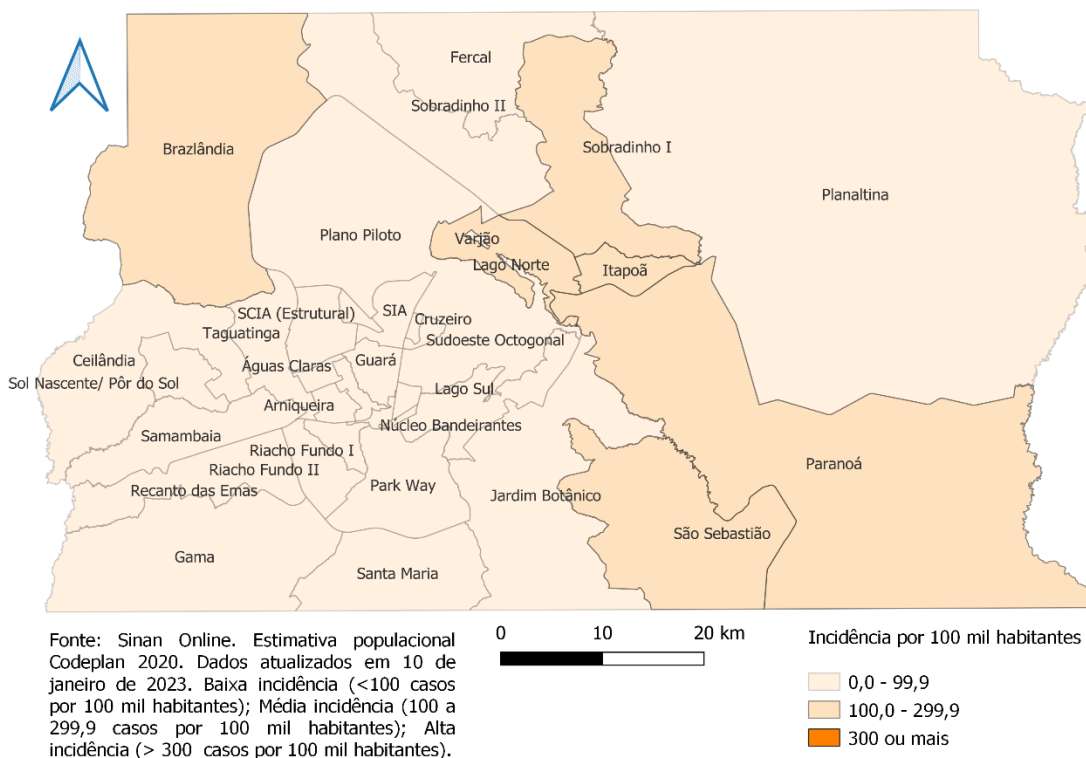 Fercal
Sobradinho II
Brazlândia
Sobradinho I
Planaltina
Plano Piloto
Varjão
Lago Norte
Itapoã
SCIA (Estrutural)
SIA
Cruzeiro
Taguatinga
Sudoeste Octogonal
Ceilândia
Águas Claras
Guará
Sol Nascente/ Pôr do Sol
Lago Sul
Arniqueira
Núcleo Bandeirantes
Samambaia
Riacho Fundo I
Riacho Fundo II
Paranoá
Recanto das Emas
Park Way
Jardim Botânico
São Sebastião
Gama
Santa Maria
Fonte: Sinan Online. Estimativa populacional
Codeplan 2020. Dados atualizados em 10 de
janeiro de 2023. Baixa incidência (<100 casos
por 100 mil habitantes); Média incidência (100 a
299,9 casos por 100 mil habitantes); Alta
incidência (> 300 casos por 100 mil habitantes).
0 10 20 km
Incidência por 100 mil habitantes
0,0 - 99,9
100,0 - 299,9
300 ou mais